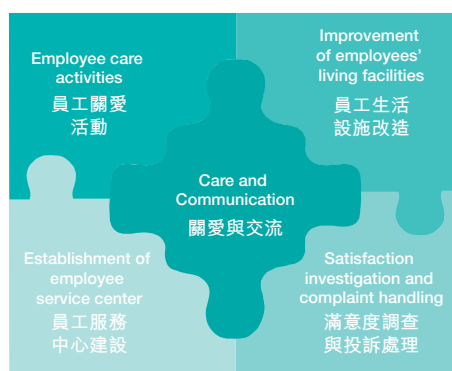 Employee care
activities
員工關愛
活動
Improvement
of employees'
living facilities
員工生活
設施改造
Care and
Communication
關愛與交流
Establishment of
employee
service center
員工服務
中心建設
Satisfaction
investigation and
complaint handling
滿意度調查
與投訴處理